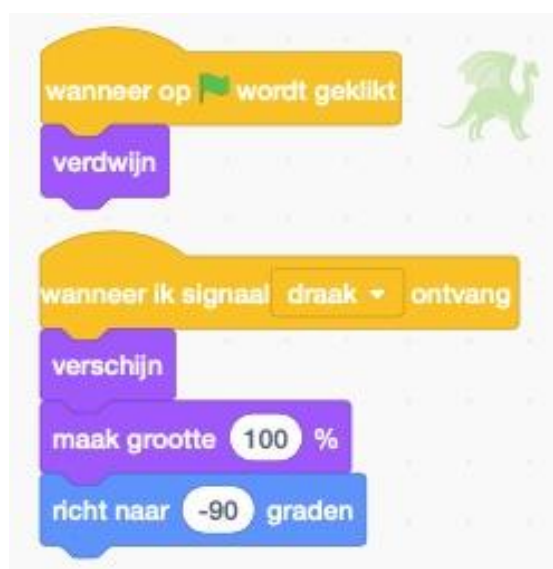 wanneer op wordt geklikt
verdwijn
wanneer ik signaal draak ontvang
verschijn
maak grootte 100 %
richt naar -90 graden